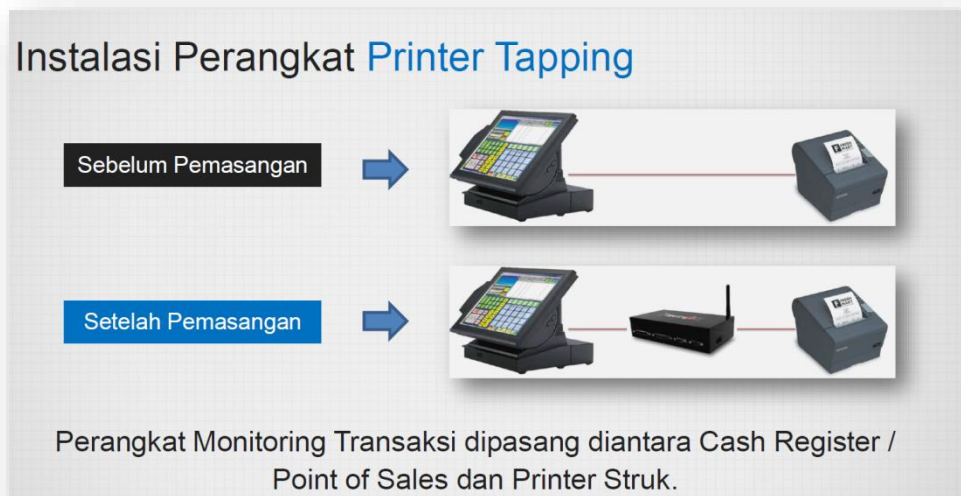 Instalasi Perangkat Printer Tapping
Sebelum Pemasangan
Setelah Pemasangan
Perangkat Monitoring Transaksi dipasang diantara Cash Register /
Point of Sales dan Printer Struk.